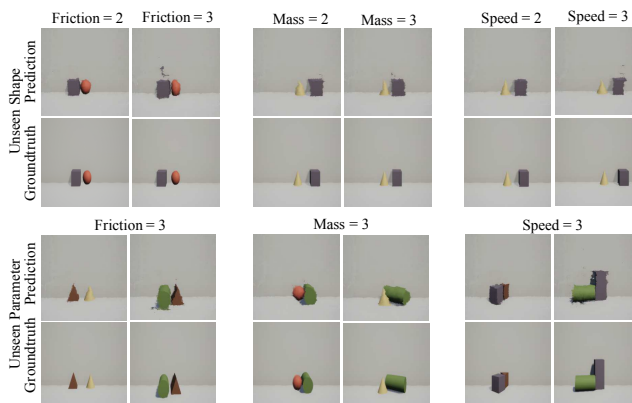 Friction = 2 Friction = 3 Mass = 2 Mass = 3 Speed = 2 Speed = 3
Unseen Shape
Prediction
Groundtruth
Friction = 3 Mass = 3 Speed = 3
Unseen Parameter
Prediction
Groundtruth